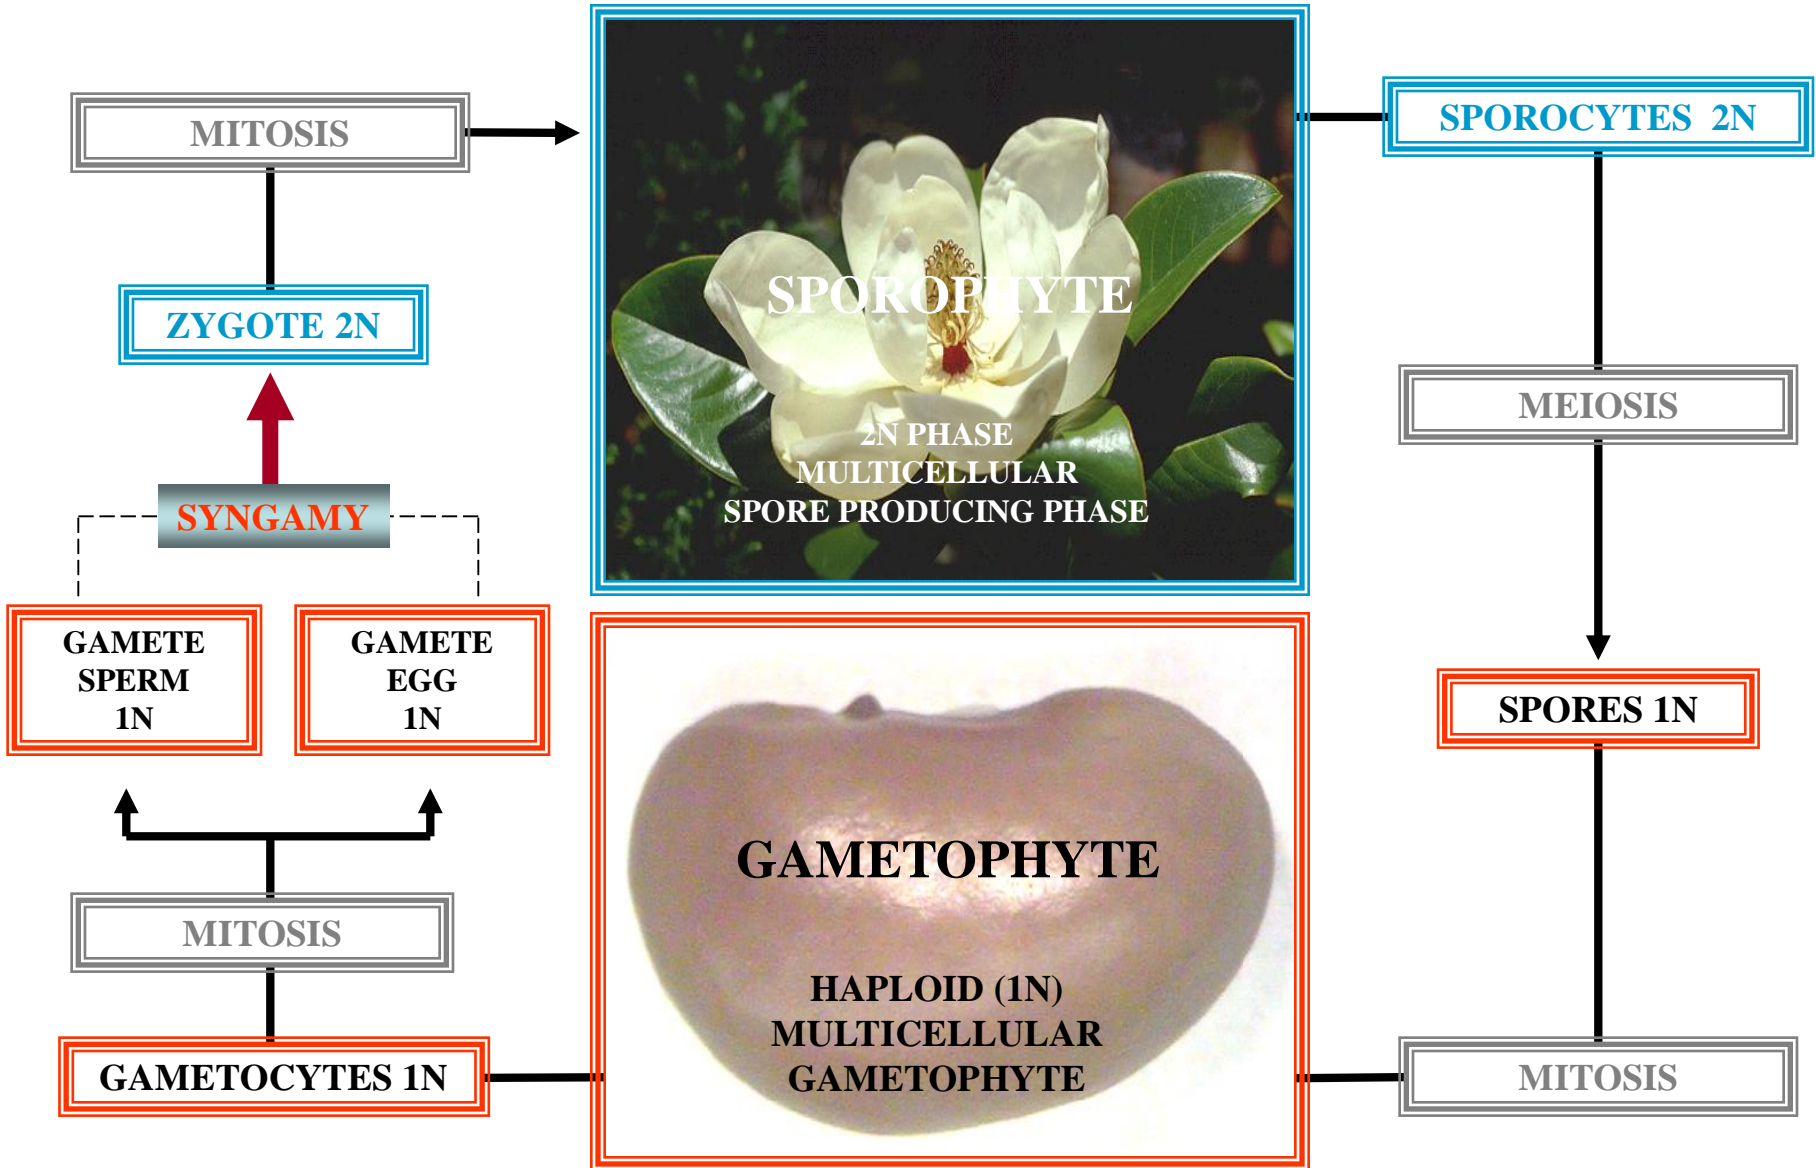 MITOSIS
ZYGOTE 2N
SYNGAMY
GAMETE
SPERM
1N
GAMETE
EGG
1N
MITOSIS
GAMETOCYTES 1N
SPOROPHYTE
2N PHASE
MULTICELLULAR
SPORE PRODUCING PHASE
GAMETOPHYTE
HAPLOID (1N)
MULTICELLULAR
GAMETOPHYTE
SPOROCYTES 2N
MEIOSIS
SPORES 1N
MITOSIS